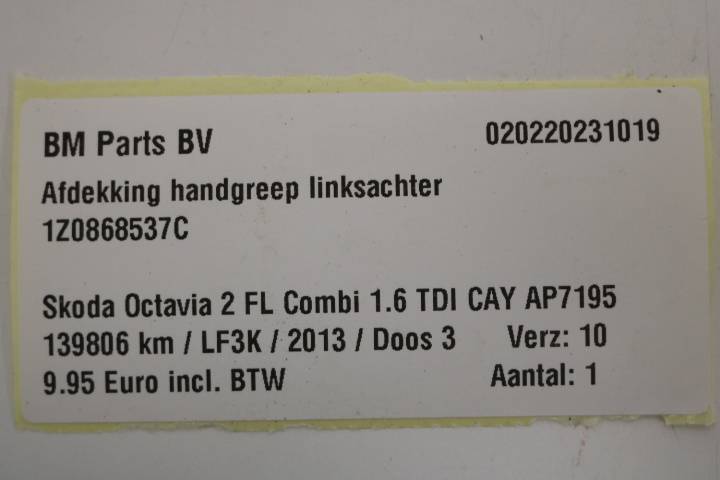 BM Parts BV 020220231019
Afdekking handgreep linksachter
1Z0868537C
Skoda Octavia 2 FL Combi 1.6 TDI CAY AP7195
139806 km / LF3K / 2013 / Doos 3 Verz: 10
9.95 Euro incl. BTW Aantal: 1